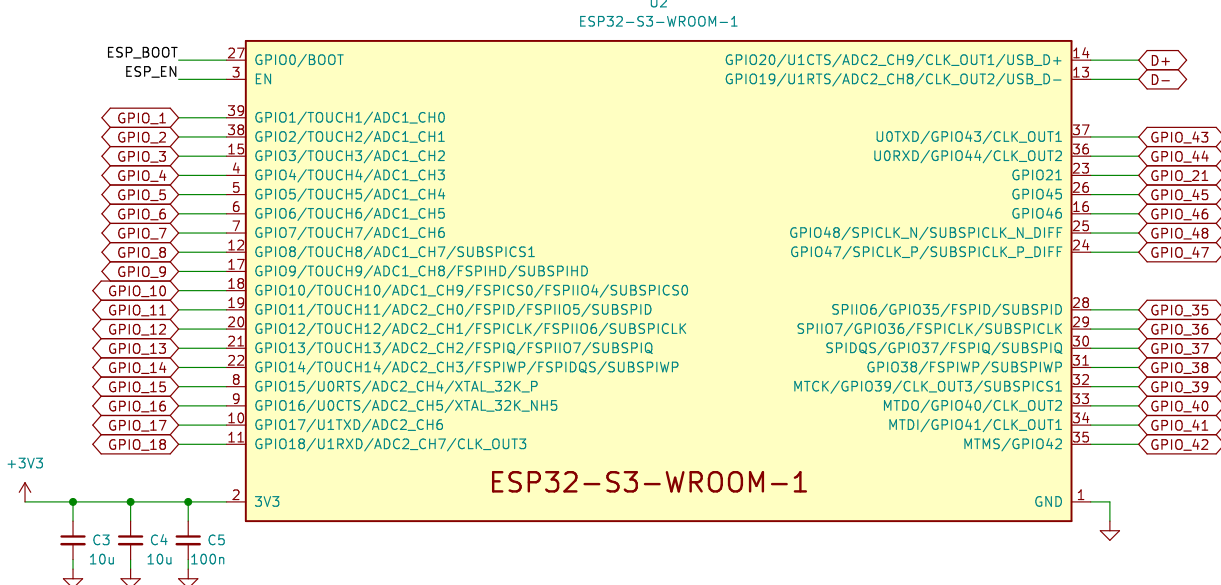 U2
ESP32-S3-WROOM-1
ESP_BOOT 27 GPIO0/BOOT
ESP_EN 3 EN
GPIO20/U1CTS/ADC2_CH9/CLK_OUT1/USB_D+ 14 D+
GPIO19/U1RTS/ADC2_CH8/CLK_OUT2/USB_D- 13 D-
GPIO_1 39 GPIO1/TOUCH1/ADC1_CH0
GPIO_2 38 GPIO2/TOUCH2/ADC1_CH1
GPIO_3 15 GPIO3/TOUCH3/ADC1_CH2
GPIO_4 4 GPIO4/TOUCH4/ADC1_CH3
GPIO_5 5 GPIO5/TOUCH5/ADC1_CH4
GPIO_6 6 GPIO6/TOUCH6/ADC1_CH5
GPIO_7 7 GPIO7/TOUCH7/ADC1_CH6
GPIO_8 12 GPIO8/TOUCH8/ADC1_CH7/SUBSPICS1
GPIO_9 17 GPIO9/TOUCH9/ADC1_CH8/FSPIHD/SUBSPIHD
GPIO_10 18 GPIO10/TOUCH10/ADC1_CH9/FSPICS0/FSPIIO4/SUBSPICS0
GPIO_11 19 GPIO11/TOUCH11/ADC2_CH0/FSPID/FSPIIO5/SUBSPID
GPIO_12 20 GPIO12/TOUCH12/ADC2_CH1/FSPICLK/FSPIIO6/SUBSPICLK
GPIO_13 21 GPIO13/TOUCH13/ADC2_CH2/FSPIQ/FSPIIO7/SUBSPIQ
GPIO_14 22 GPIO14/TOUCH14/ADC2_CH3/FSPIWP/FSPIDQS/SUBSPIWP
GPIO_15 8 GPIO15/U0RTS/ADC2_CH4/XTAL_32K_P
GPIO_16 9 GPIO16/U0CTS/ADC2_CH5/XTAL_32K_NH5
GPIO_17 10 GPIO17/U1TXD/ADC2_CH6
GPIO_18 11 GPIO18/U1RXD/ADC2_CH7/CLK_OUT3
U0TXD/GPIO43/CLK_OUT1 37 GPIO_43
U0RXD/GPIO44/CLK_OUT2 36 GPIO_44
GPIO21 23 GPIO_21
GPIO45 26 GPIO_45
GPIO46 16 GPIO_46
GPIO48/SPICLK_N/SUBSPICLK_N_DIFF 25 GPIO_48
GPIO47/SPICLK_P/SUBSPICLK_P_DIFF 24 GPIO_47
SPIIO6/GPIO35/FSPID/SUBSPID 28 GPIO_35
SPIIO7/GPIO36/FSPICLK/SUBSPICLK 29 GPIO_36
SPIDQS/GPIO37/FSPIQ/SUBSPIQ 30 GPIO_37
GPIO38/FSPIWP/SUBSPIWP 31 GPIO_38
MTCK/GPIO39/CLK_OUT3/SUBSPICS1 32 GPIO_39
MTDO/GPIO40/CLK_OUT2 33 GPIO_40
MTDI/GPIO41/CLK_OUT1 34 GPIO_41
MTMS/GPIO42 35 GPIO_42
+3V3
ESP32-S3-WROOM-1
2 3V3
GND 1
C3 C4 C5
10u 10u 100n